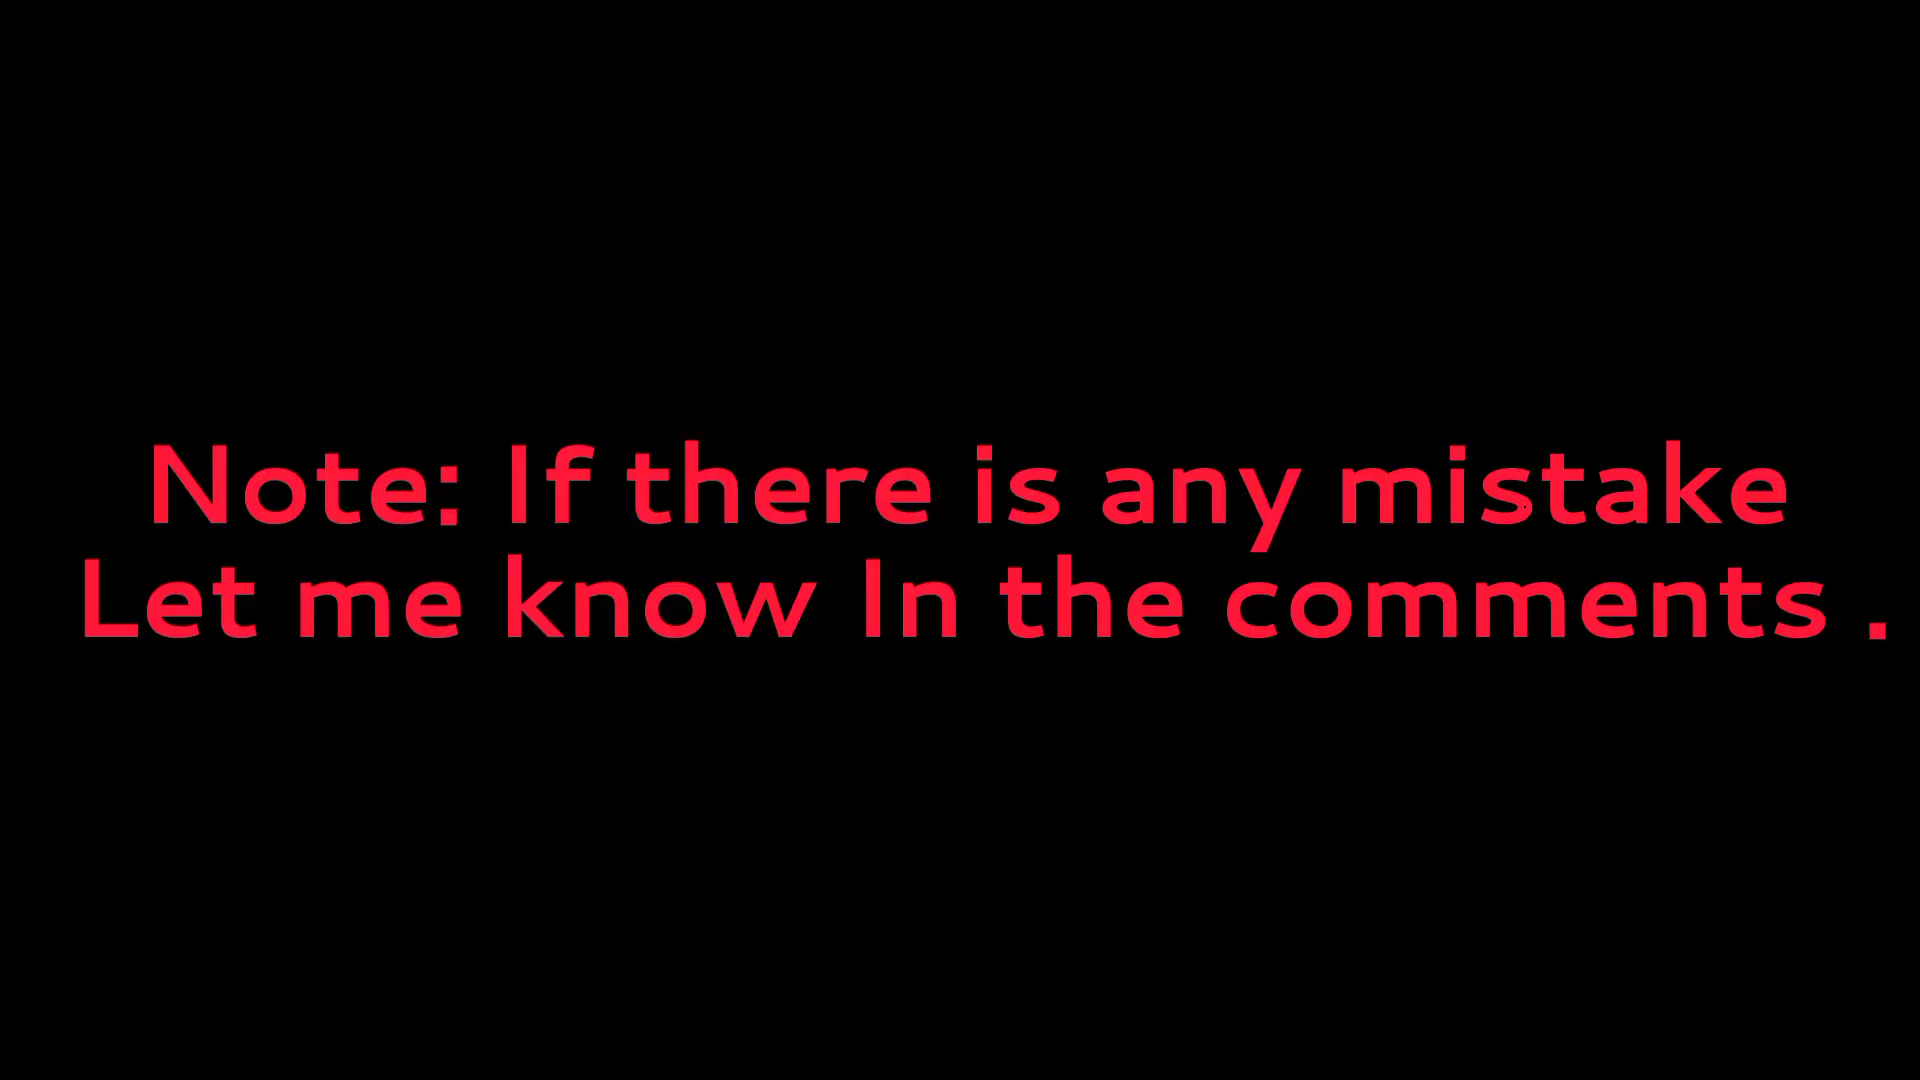 Note: If there is any mistake
Let me know In the comments .